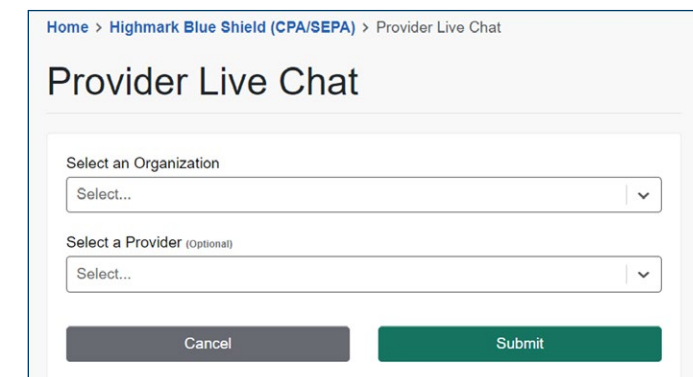 Home > Highmark Blue Shield (CPA/SEPA) > Provider Live Chat
Provider Live Chat
Select an Organization
Select...
Select a Provider (Optional)
Select...
Cancel Submit